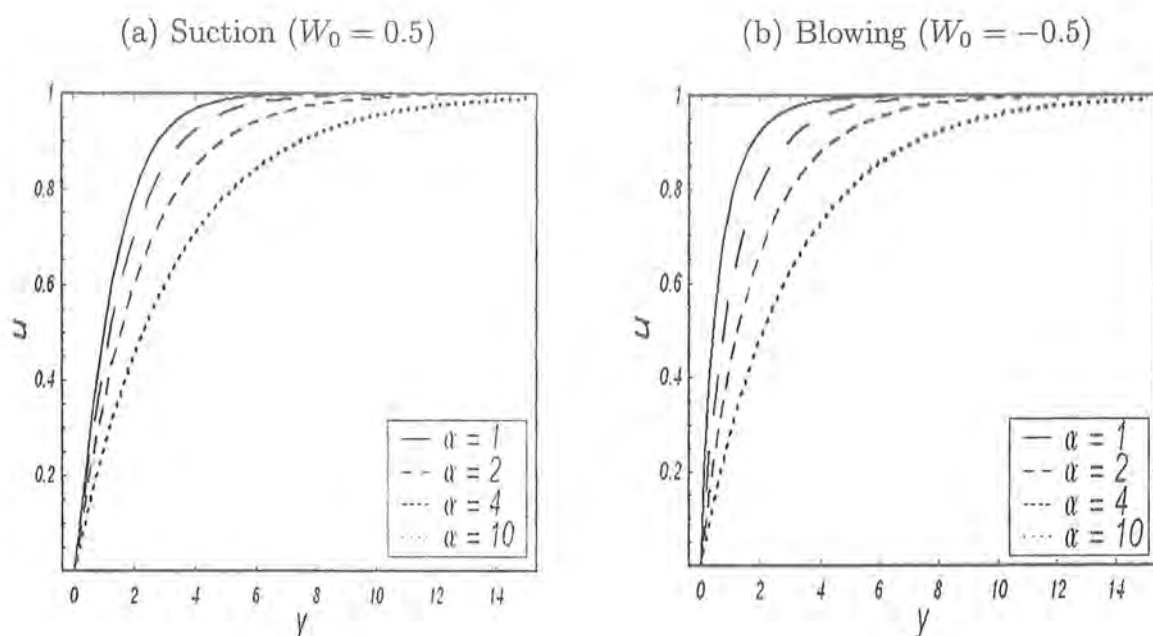 (a) Suction (W₀ = 0.5)
1
0.8
0.6
0.4
0.2
u
0 2 4 6 8 10 12 14
y
α = 1
α = 2
α = 4
α = 10
(b) Blowing (W₀ = −0.5)
1
0.8
0.6
0.4
0.2
u
0 2 4 6 8 10 12 14
y
α = 1
α = 2
α = 4
α = 10